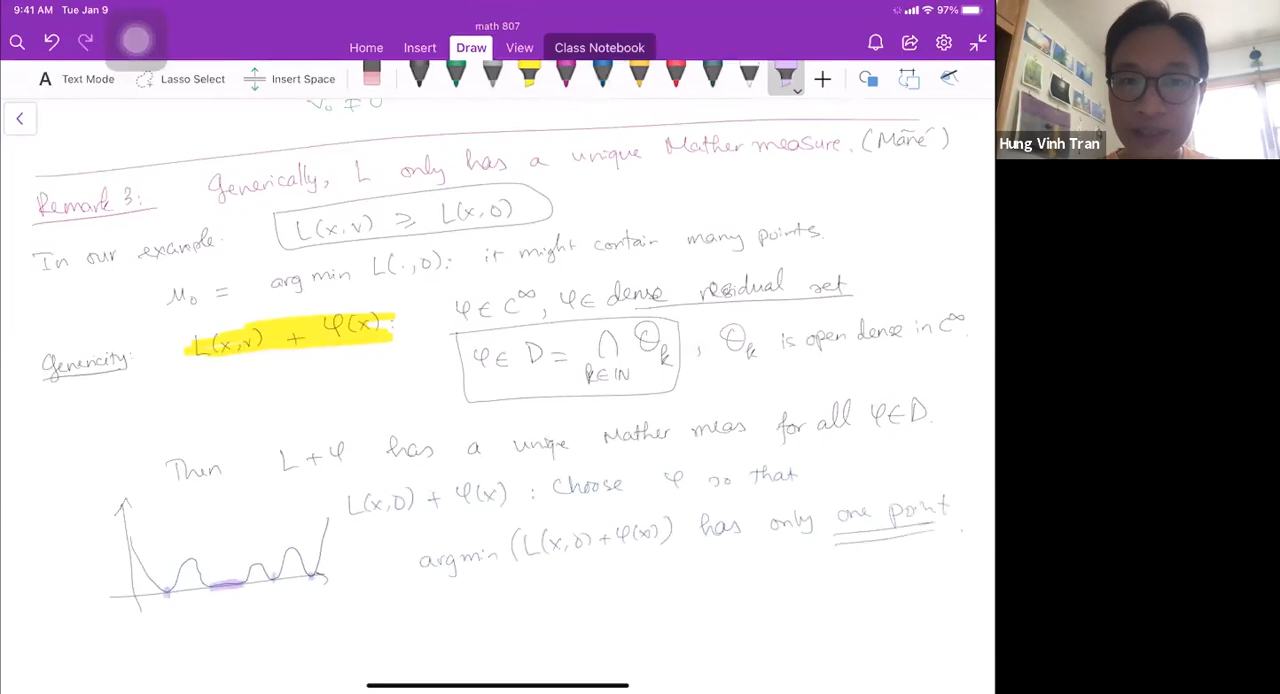 9:41 AM Tue Jan 9
97%
math 807
Home Insert Draw View Class Notebook
Text Mode Lasso Select Insert Space
Hung Vinh Tran
Remark 3: Generically, L only has a unique Mather measure. (Mañé)
In our example. L(x,v) ≥ L(x,0)
M₀ = arg min L(·,0): it might contain many points.
φ ∈ C^∞, φ ∈ dense residual set
Genericity: L(x,v) + φ(x):
φ ∈ D = ⋂_{k∈ℕ} Θ_k , Θ_k is open dense in C^∞
Then L+φ has a unique Mather meas for all φ∈D.
L(x,0) + φ(x) : Choose φ so that
argmin (L(x,0)+φ(x)) has only one point.